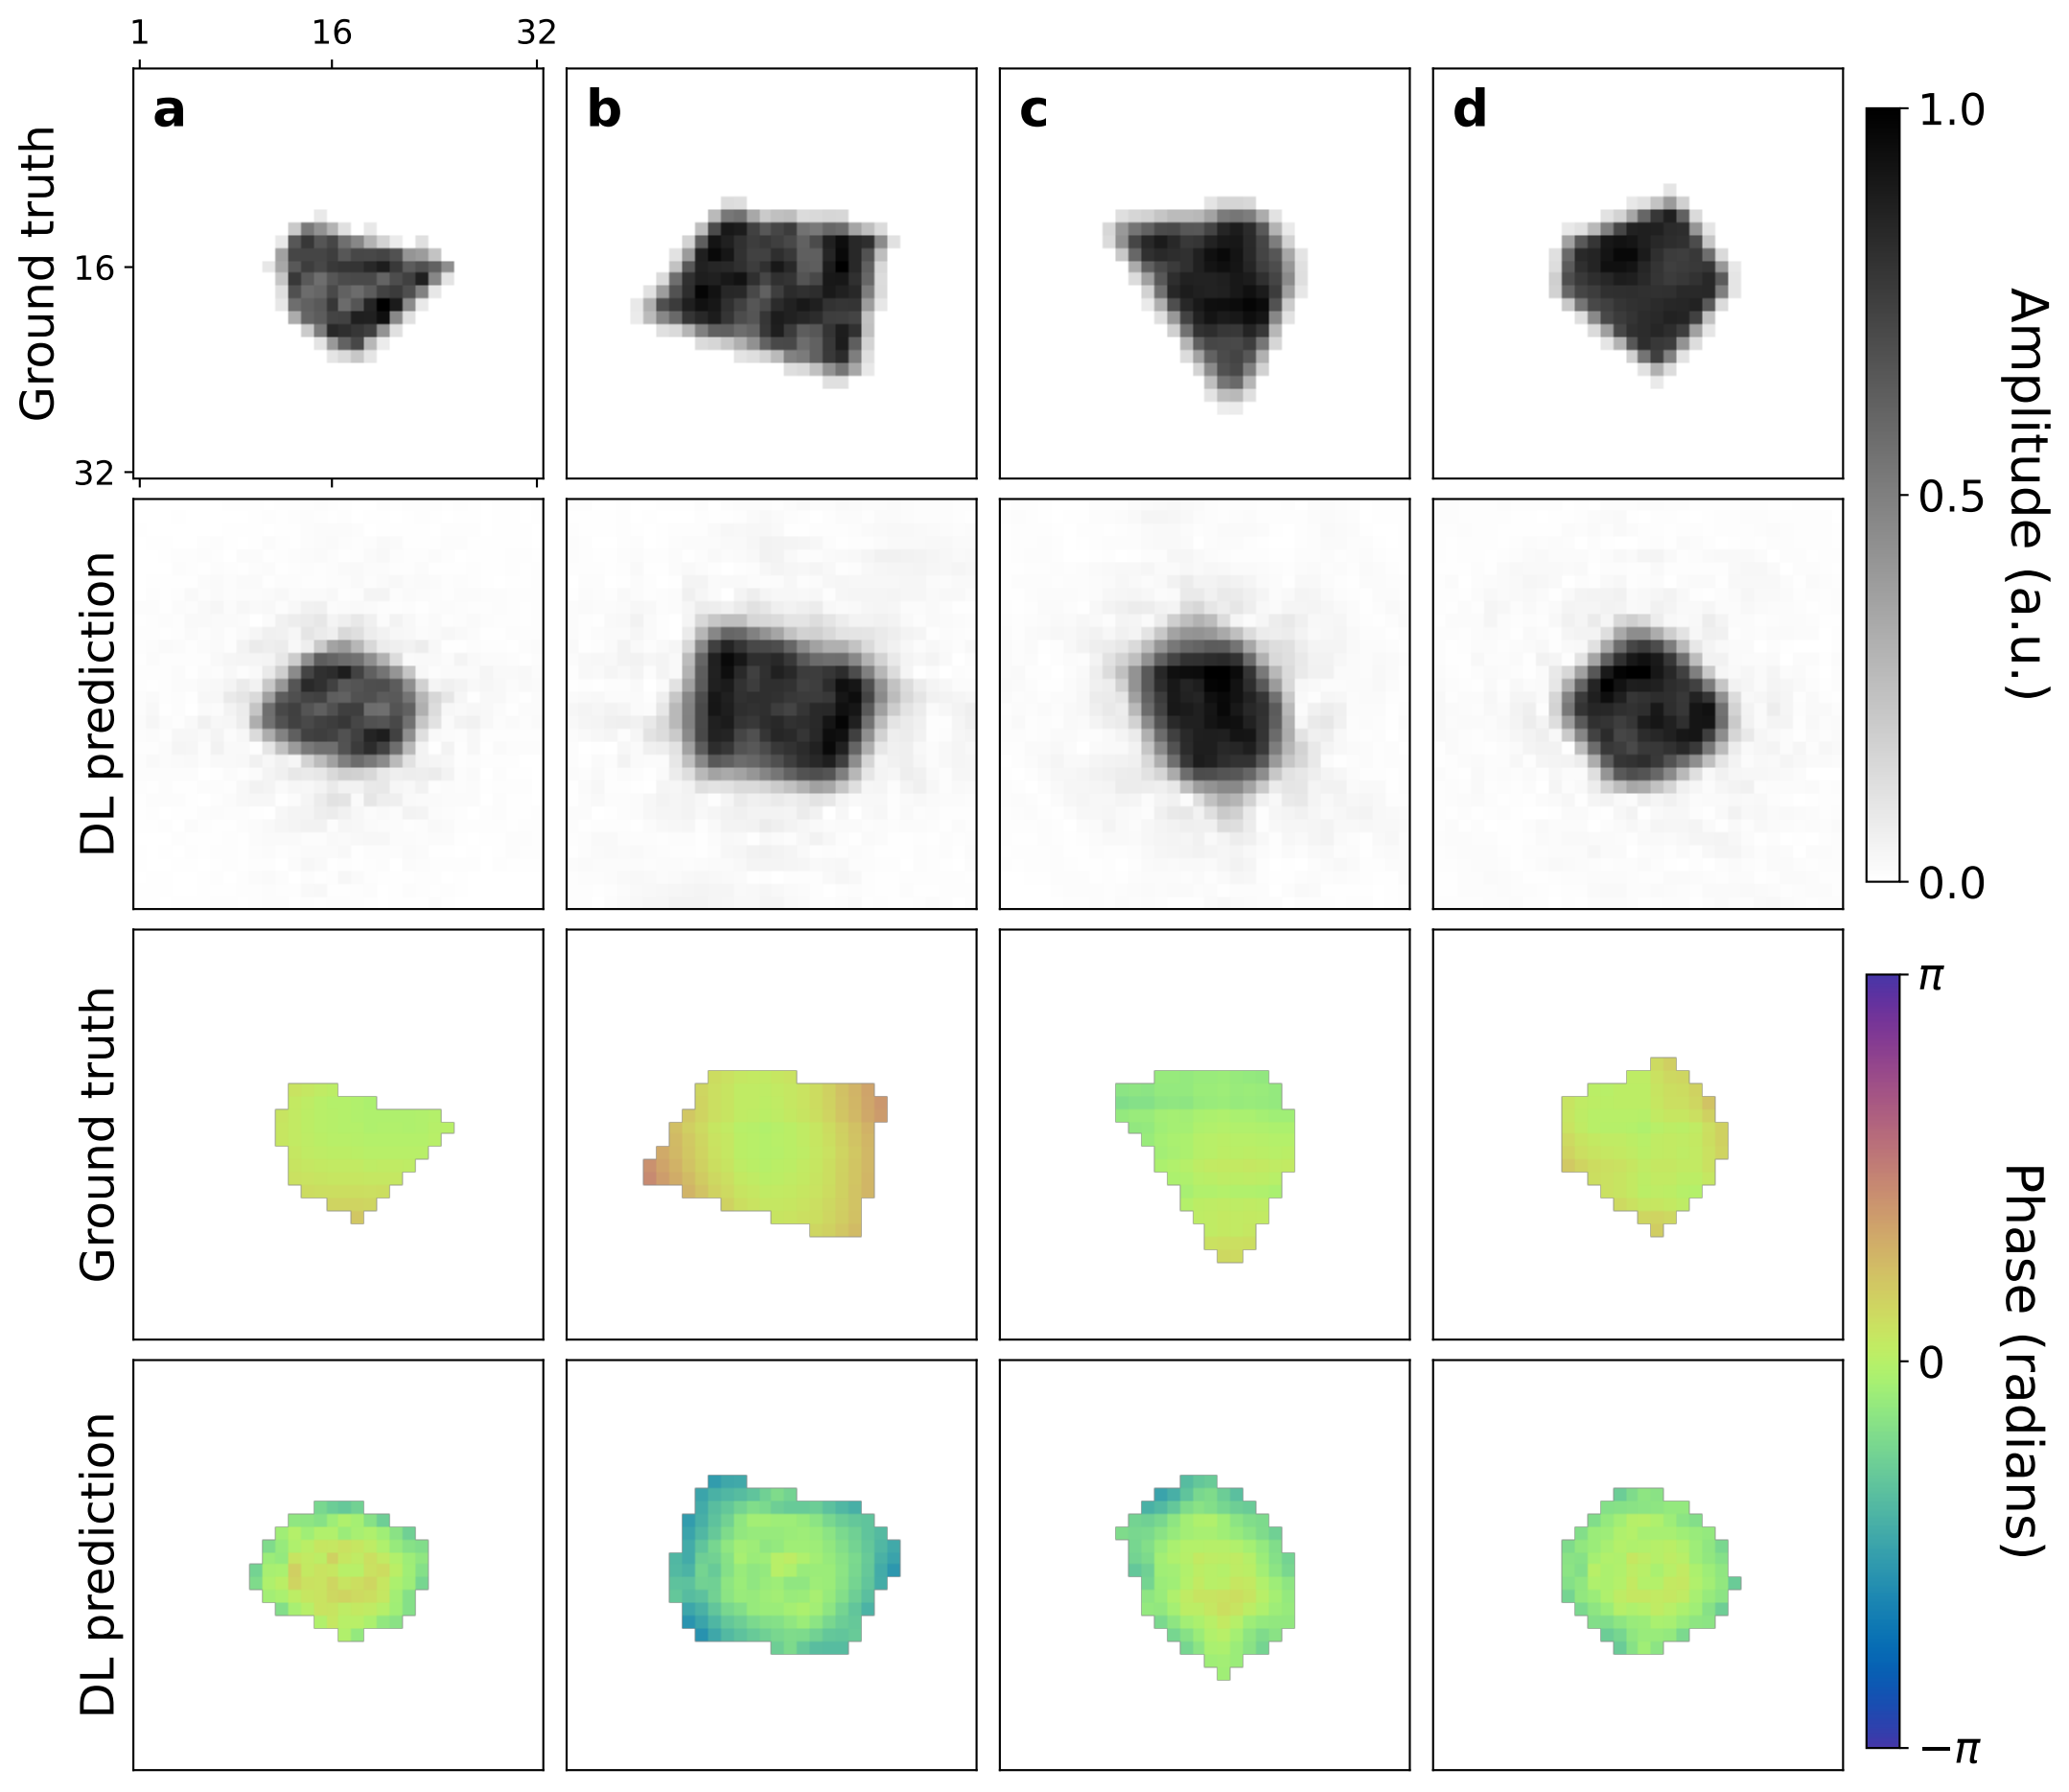 1 16 32
a b c d
Ground truth
16
32
DL prediction
Ground truth
DL prediction
1.0
0.5
0.0
Amplitude (a.u.)
π
0
−π
Phase (radians)